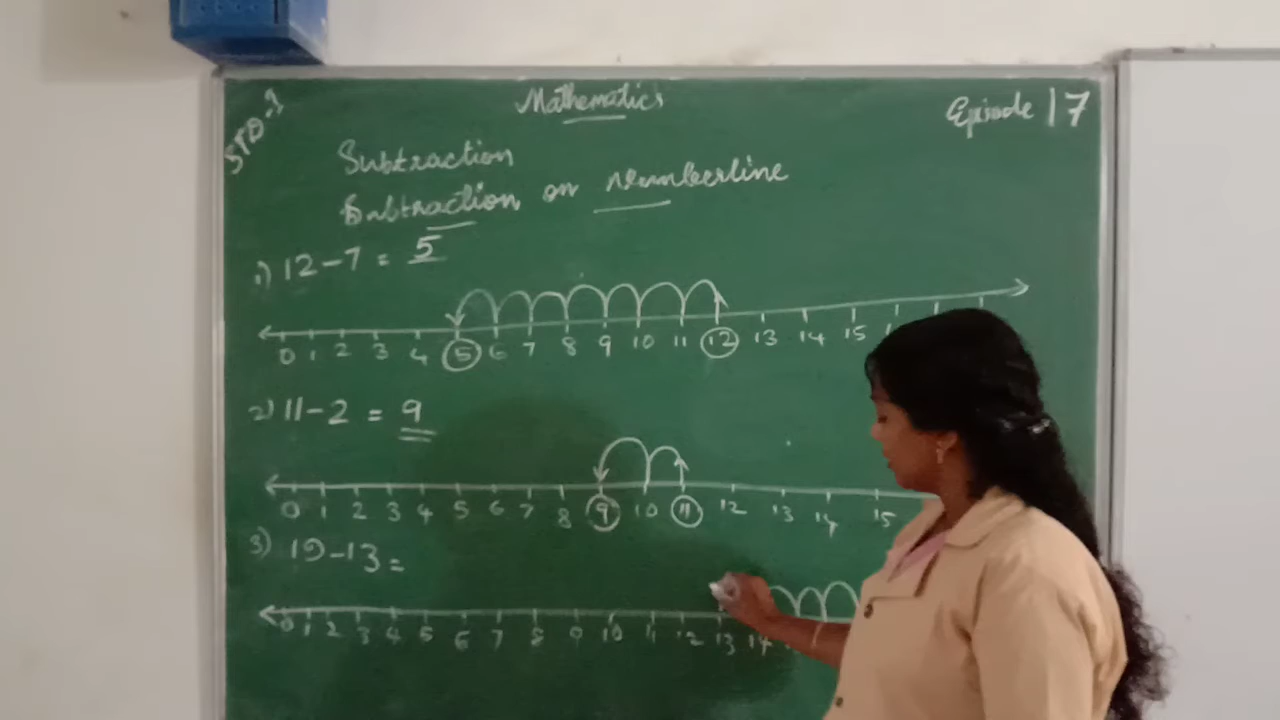 STD-1
Mathematics
Episode 17
Subtraction
Subtraction on Numberline
1) 12-7 = 5
0 1 2 3 4 5 6 7 8 9 10 11 12 13 14 15
2) 11-2 = 9
0 1 2 3 4 5 6 7 8 9 10 11 12 13 14 15
3) 19-13 =
0 1 2 3 4 5 6 7 8 9 10 11 12 13 14